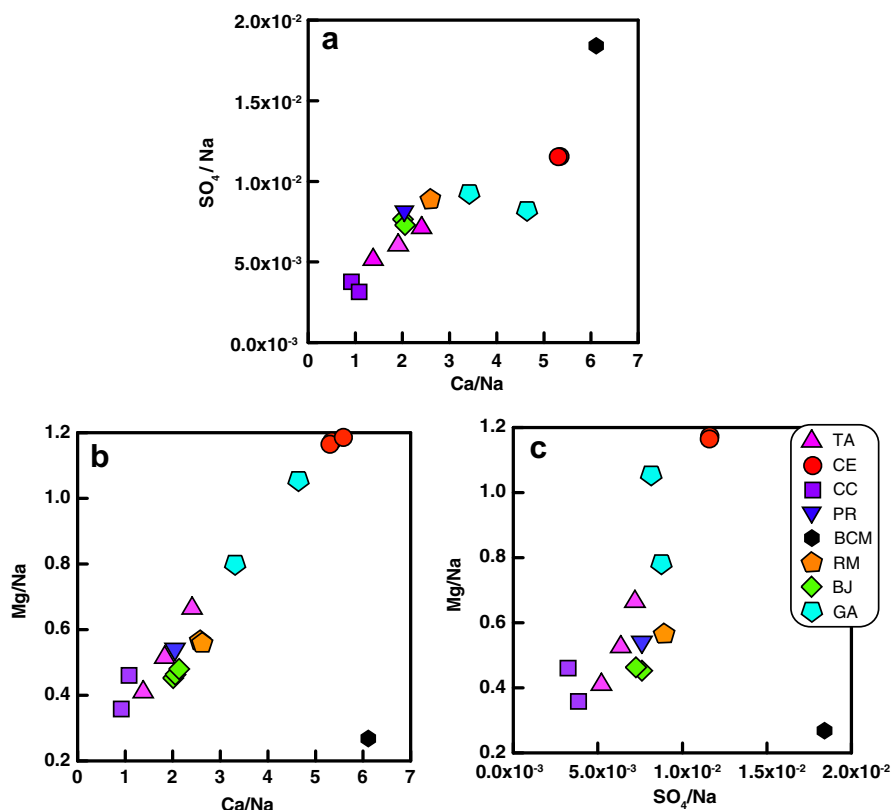 a
SO4/ Na
2.0x10-2
1.5x10-2
1.0x10-2
5.0x10-3
0.0x10-3
0 1 2 3 4 5 6 7
Ca/Na
b
Mg/Na
1.2
1.0
0.8
0.6
0.4
0.2
0 1 2 3 4 5 6 7
Ca/Na
c
Mg/Na
1.2
1.0
0.8
0.6
0.4
0.2
0.0x10-3 5.0x10-3 1.0x10-2 1.5x10-2 2.0x10-2
SO4/Na
TA
CE
CC
PR
BCM
RM
BJ
GA